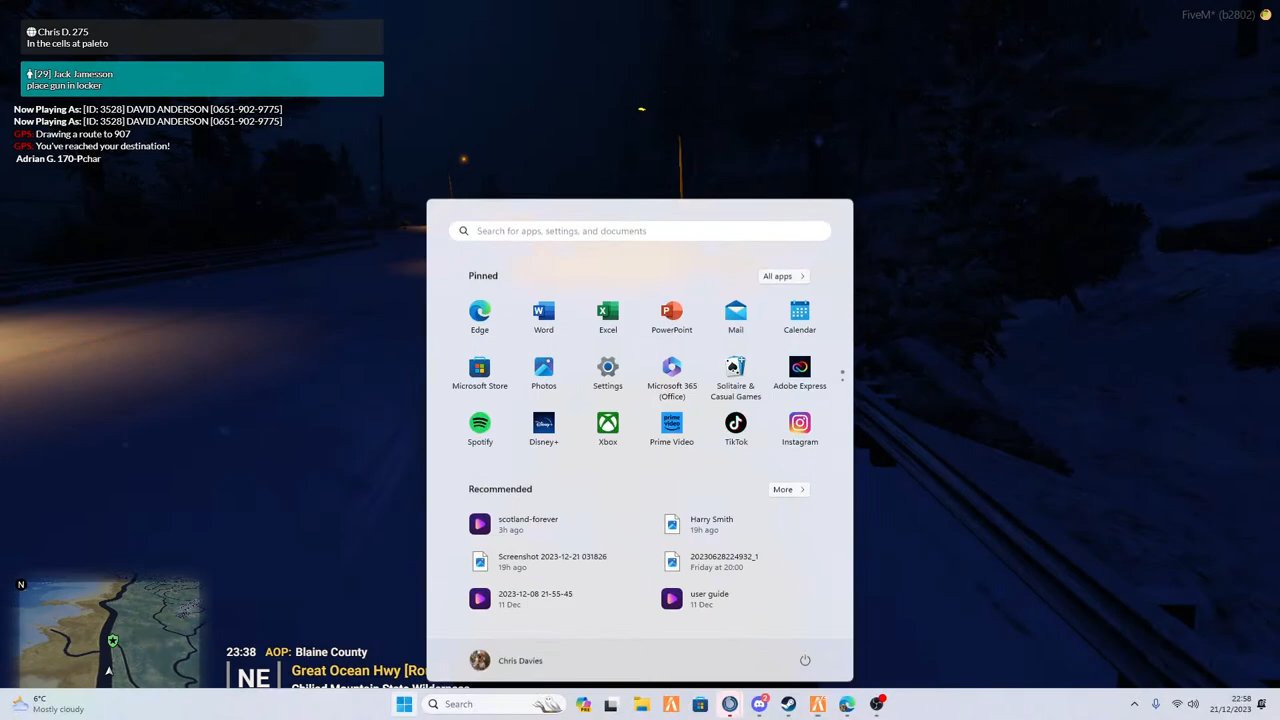 Chris D. 275
In the cells at paleto
[29] Jack Jamesson
place gun in locker
Now Playing As: [ID: 3528] DAVID ANDERSON [0651-902-9775]
Now Playing As: [ID: 3528] DAVID ANDERSON [0651-902-9775]
GPS: Drawing a route to 907
GPS: You've reached your destination!
Adrian G. 170-Pchar
FiveM* (b2802)
Search for apps, settings, and documents
Pinned
All apps
Edge
Word
Excel
PowerPoint
Mail
Calendar
Microsoft Store
Photos
Settings
Microsoft 365
(Office)
Solitaire &
Casual Games
Adobe Express
Spotify
Disney+
Xbox
Prime Video
TikTok
Instagram
Recommended
More
scotland-forever
3h ago
Harry Smith
19h ago
Screenshot 2023-12-21 031826
19h ago
20230628224932_1
Friday at 20:00
2023-12-08 21-55-45
11 Dec
user guide
11 Dec
Chris Davies
N
23:38 AOP: Blaine County
NE
Great Ocean Hwy [Ro
Chiliad Mountain State Wilderness
6°C
Mostly cloudy
Search
22:58
21/12/2023